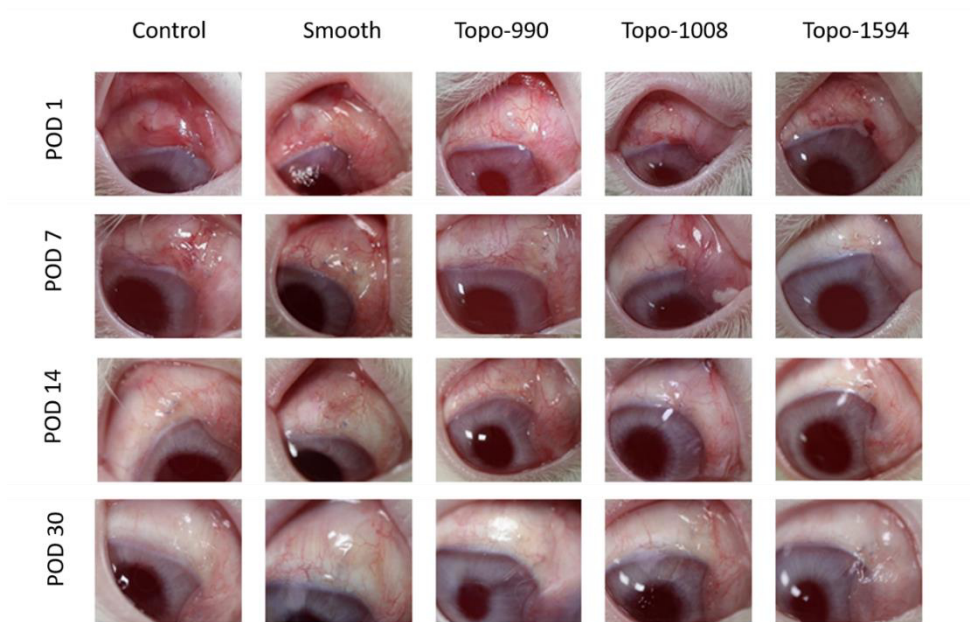 Control Smooth Topo-990 Topo-1008 Topo-1594
POD 1
POD 7
POD 14
POD 30